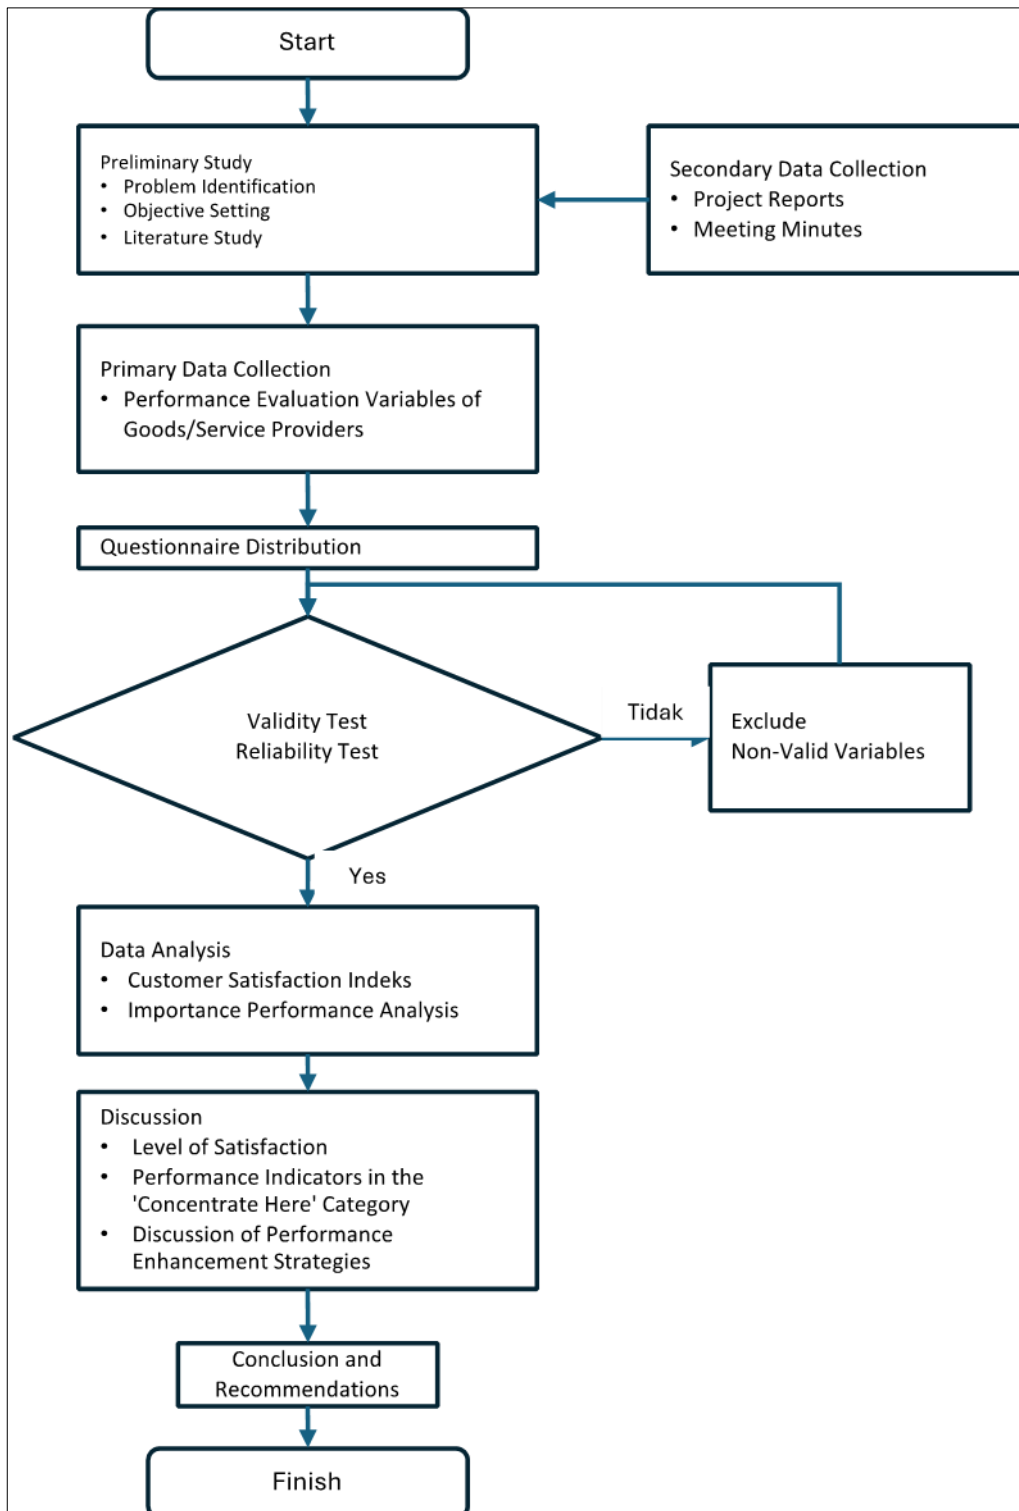 Start
Preliminary Study
• Problem Identification
• Objective Setting
• Literature Study
Secondary Data Collection
• Project Reports
• Meeting Minutes
Primary Data Collection
• Performance Evaluation Variables of
Goods/Service Providers
Questionnaire Distribution
Validity Test
Reliability Test
Tidak
Exclude
Non-Valid Variables
Yes
Data Analysis
• Customer Satisfaction Indeks
• Importance Performance Analysis
Discussion
• Level of Satisfaction
• Performance Indicators in the
'Concentrate Here' Category
• Discussion of Performance
Enhancement Strategies
Conclusion and
Recommendations
Finish